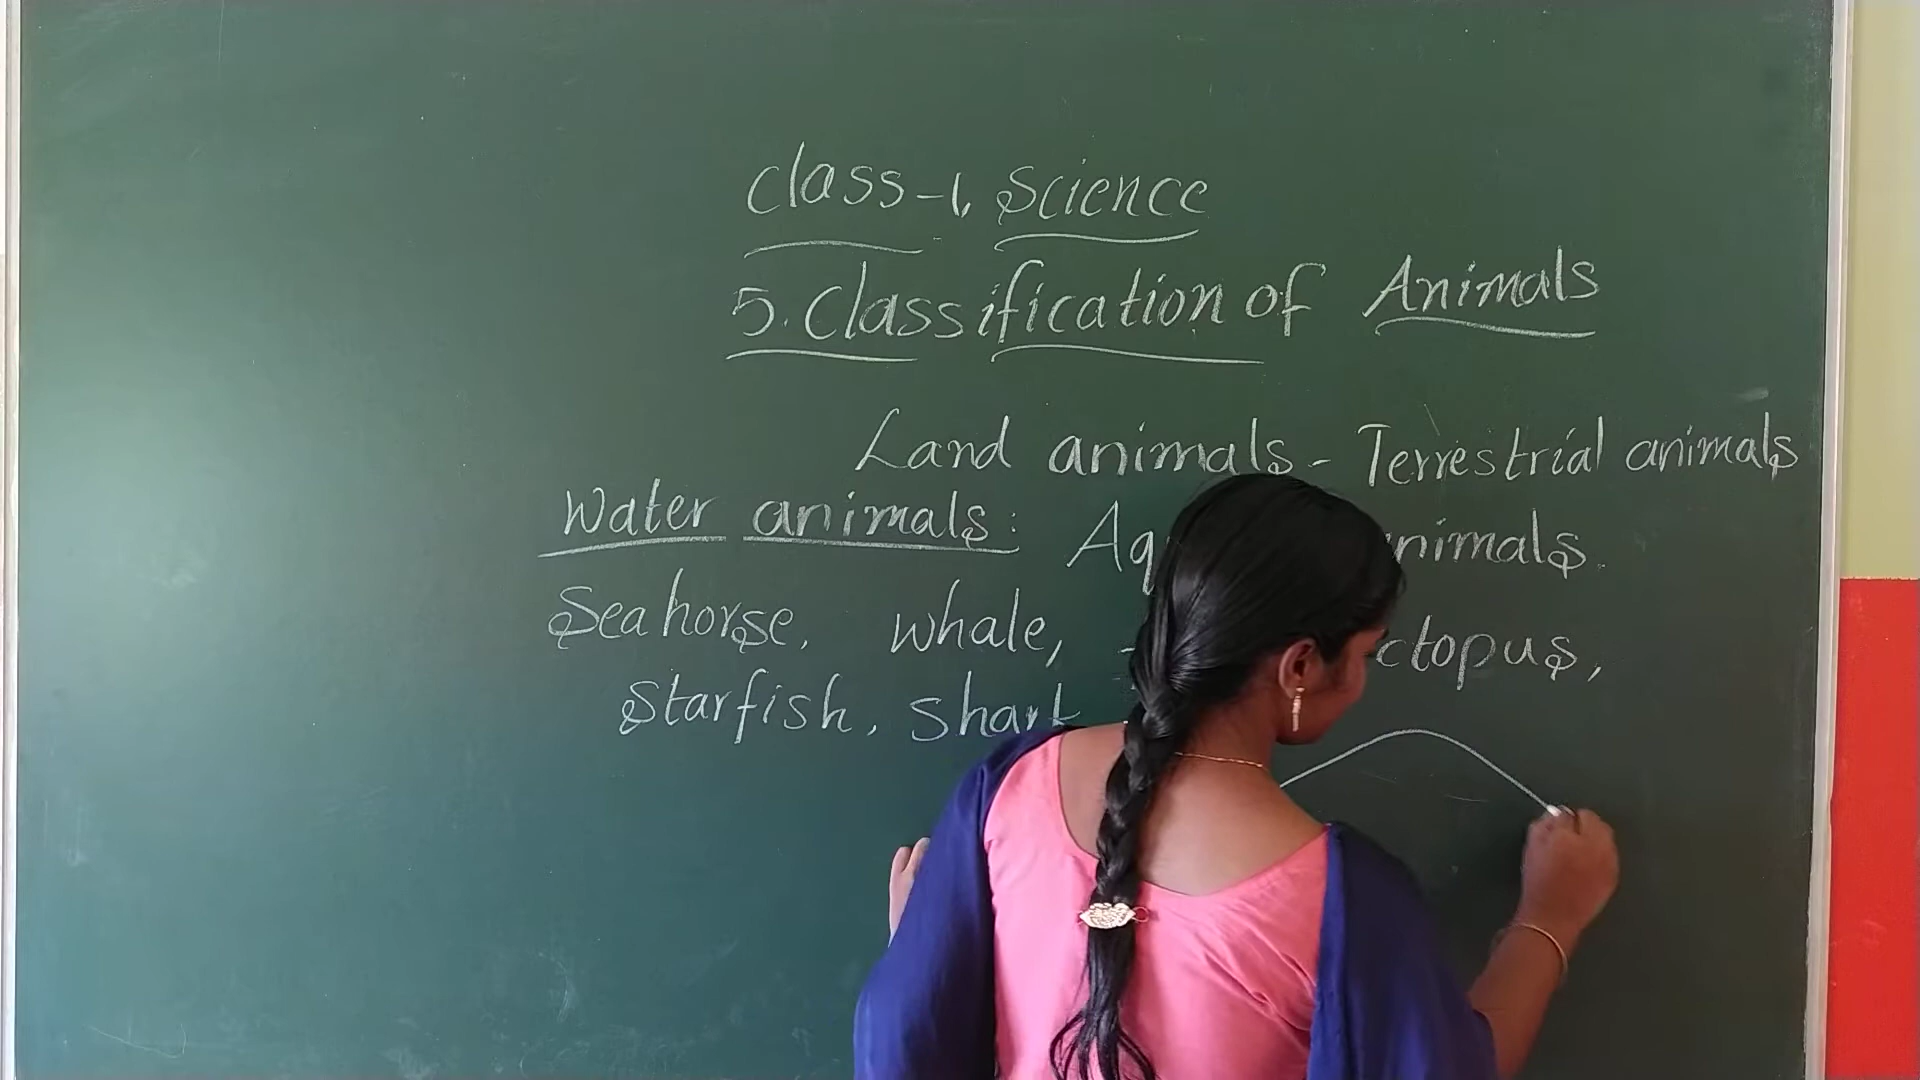 Class-1, Science
5. Classification of Animals
Land animals - Terrestrial animals
Water animals: Aq nimals.
Seahorse, whale, ctopus,
Starfish, shark